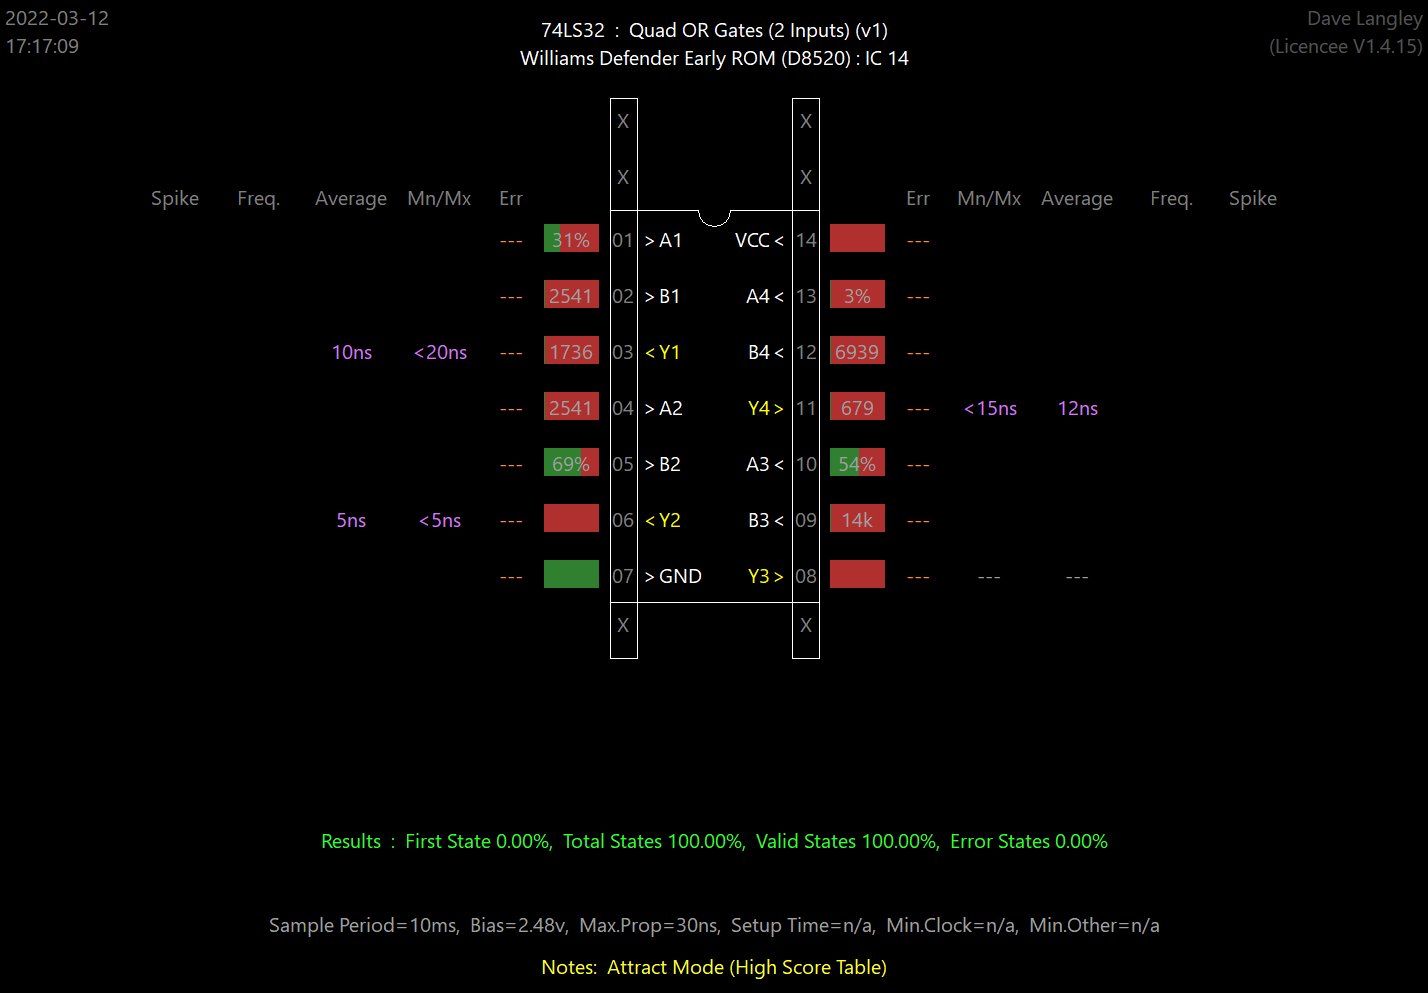 2022-03-12
17:17:09
74LS32 : Quad OR Gates (2 Inputs) (v1)
Williams Defender Early ROM (D8520) : IC 14
Dave Langley
(Licencee V1.4.15)
X X
X X
Spike Freq. Average Mn/Mx Err Err Mn/Mx Average Freq. Spike
--- 31% 01 > A1 VCC < 14 ---
--- 2541 02 > B1 A4 < 13 3% ---
10ns <20ns --- 1736 03 < Y1 B4 < 12 6939 ---
--- 2541 04 > A2 Y4 > 11 679 --- <15ns 12ns
--- 69% 05 > B2 A3 < 10 54% ---
5ns <5ns --- 06 < Y2 B3 < 09 14k ---
--- 07 > GND Y3 > 08 --- --- ---
X X
Results : First State 0.00%, Total States 100.00%, Valid States 100.00%, Error States 0.00%
Sample Period=10ms, Bias=2.48v, Max.Prop=30ns, Setup Time=n/a, Min.Clock=n/a, Min.Other=n/a
Notes: Attract Mode (High Score Table)